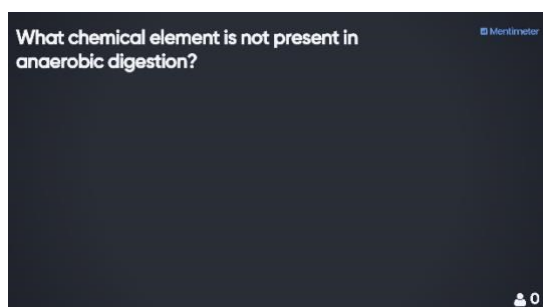 What chemical element is not present in
anaerobic digestion?
Mentimeter
0